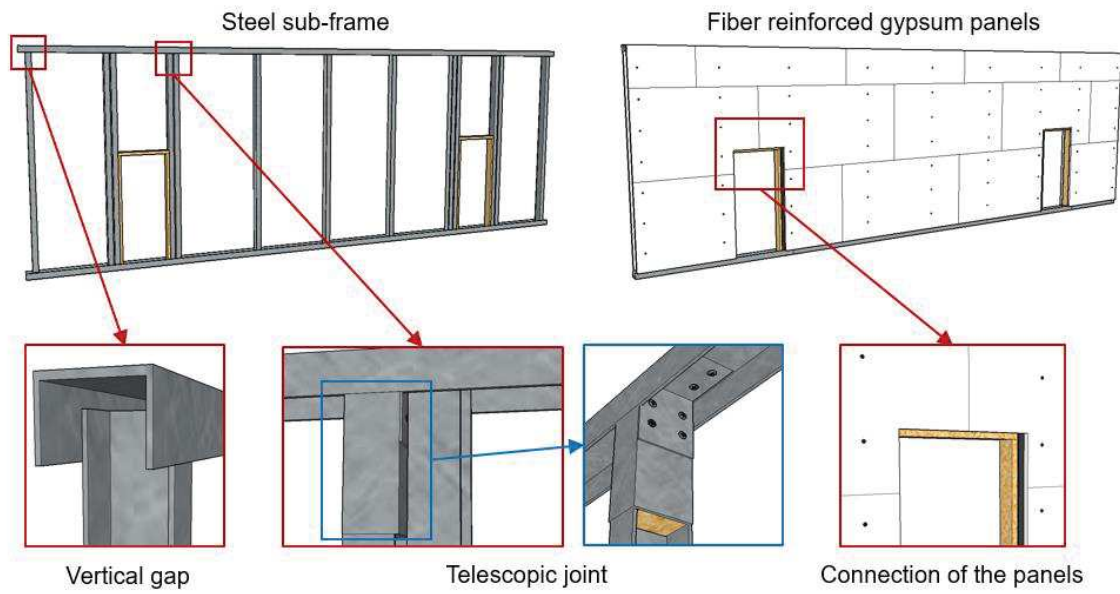 Steel sub-frame
Fiber reinforced gypsum panels
Vertical gap
Telescopic joint
Connection of the panels